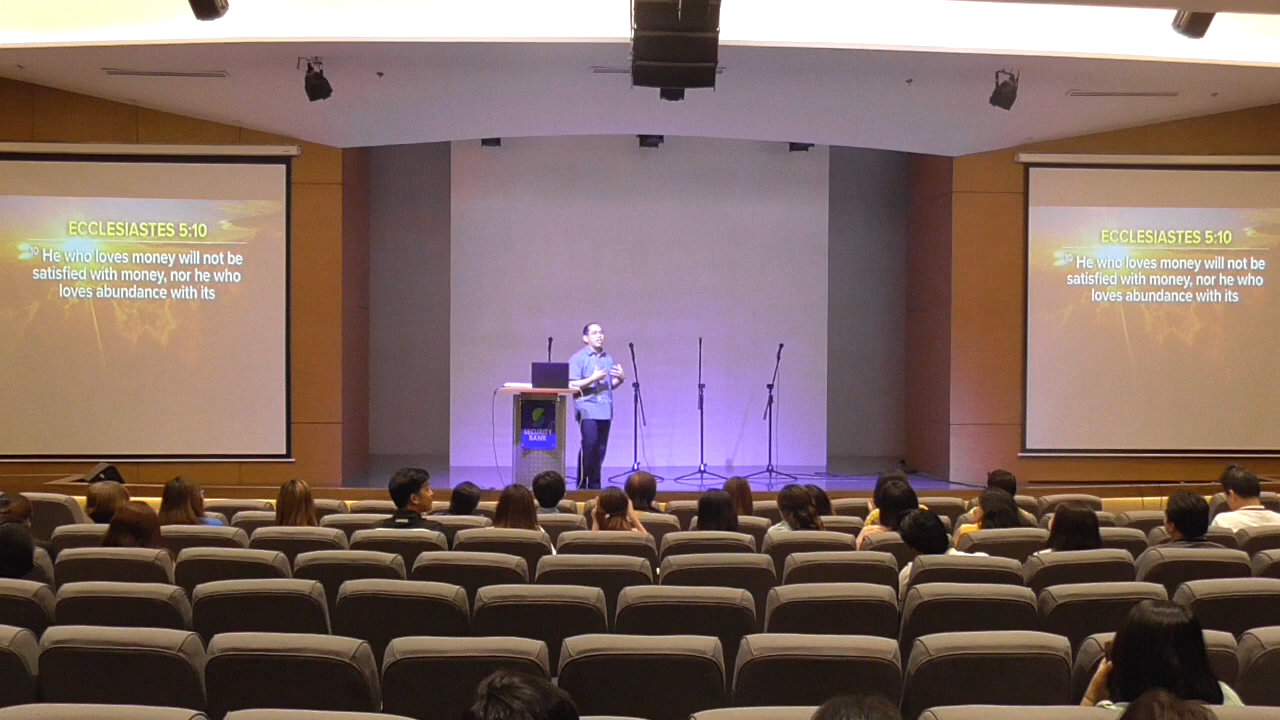 ECCLESIASTES 5:10
10 He who loves money will not be
satisfied with money, nor he who
loves abundance with its
SECURITY
BANK
ECCLESIASTES 5:10
10 He who loves money will not be
satisfied with money, nor he who
loves abundance with its